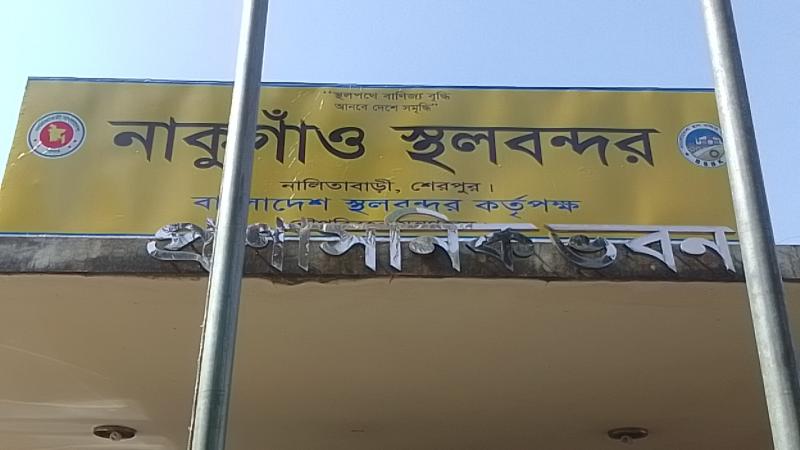 “স্থলপথে বাণিজ্য বৃদ্ধি
আনবে দেশে সমৃদ্ধি”
নাকুগাঁও স্থলবন্দর
নালিতাবাড়ী, শেরপুর।
বাংলাদেশ স্থলবন্দর কর্তৃপক্ষ
প্রশাসনিক ভবন